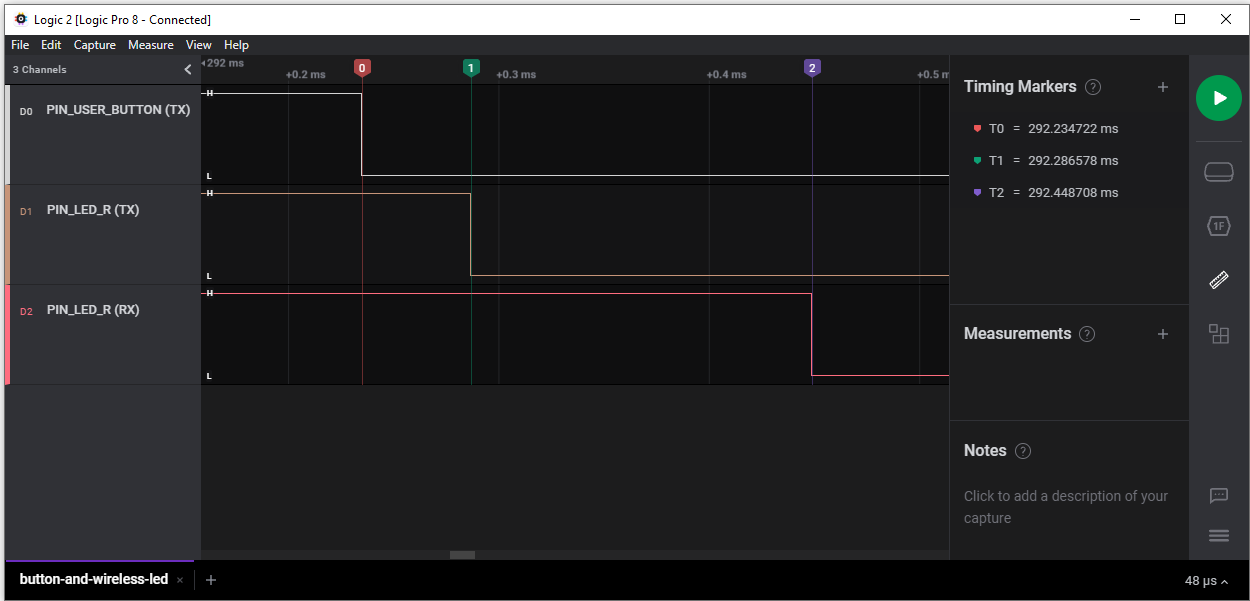 Logic 2 [Logic Pro 8 - Connected]
File Edit Capture Measure View Help
3 Channels
292 ms
+0.2 ms
0
1
+0.3 ms
+0.4 ms
2
+0.5 m
D0 PIN_USER_BUTTON (TX)
H
L
D1 PIN_LED_R (TX)
H
L
D2 PIN_LED_R (RX)
H
L
Timing Markers ? +
T0 = 292.234722 ms
T1 = 292.286578 ms
T2 = 292.448708 ms
Measurements ? +
Notes ?
Click to add a description of your
capture
1F
button-and-wireless-led × +
48 µs